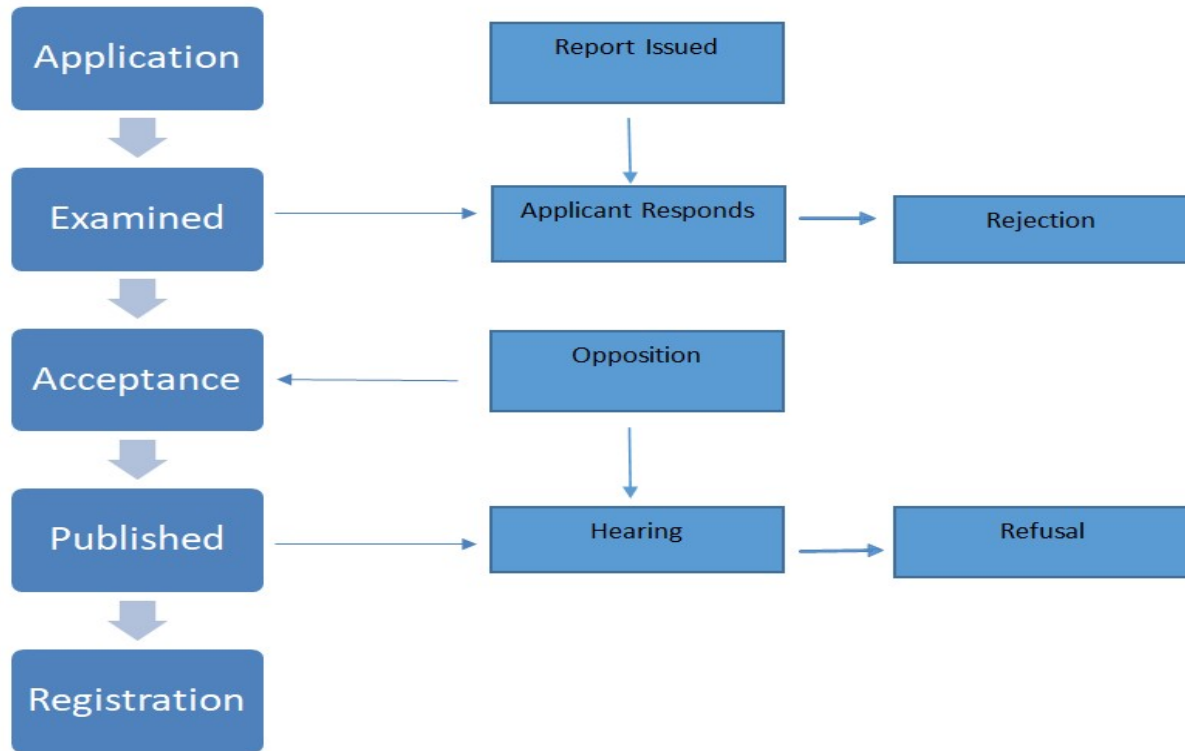 Application
Report Issued
Examined
Applicant Responds
Rejection
Acceptance
Opposition
Published
Hearing
Refusal
Registration